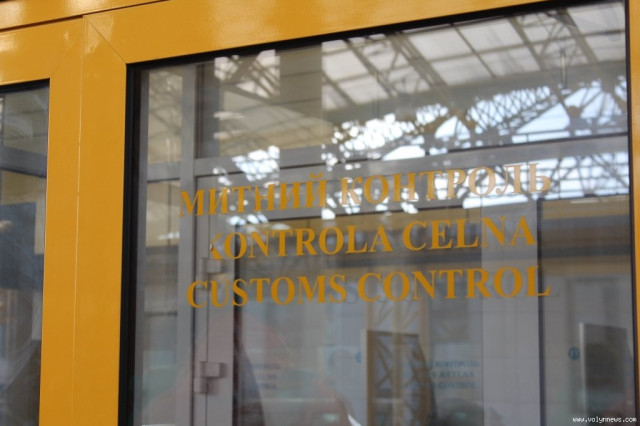 МИТНИЙ КОНТРОЛЬ
KONTROLA CELNA
CUSTOMS CONTROL
www.volynnews.com